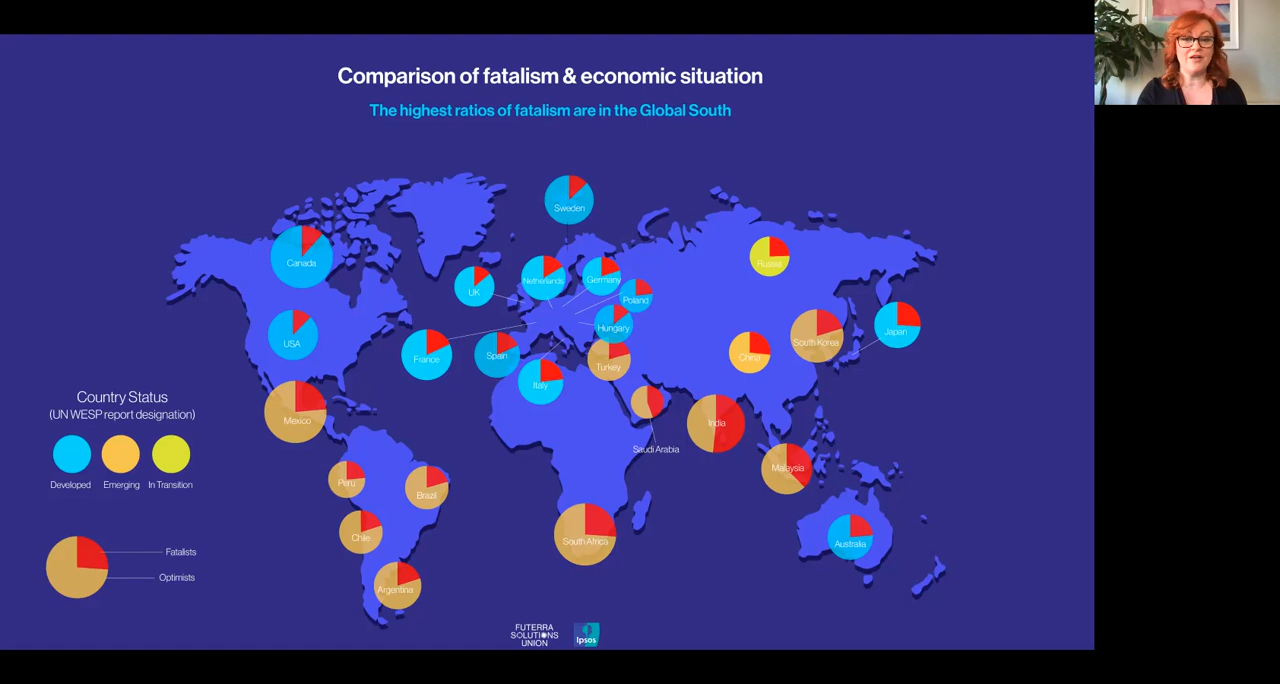 Comparison of fatalism & economic situation
The highest ratios of fatalism are in the Global South
Sweden
Canada
Russia
UK
Netherlands
Germany
Poland
USA
Hungary
Japan
France
Spain
Turkey
China
South Korea
Italy
Country Status
(UN WESP report designation)
Mexico
India
Saudi Arabia
Malaysia
Developed
Emerging
In Transition
Peru
Brazil
Chile
South Africa
Australia
Fatalists
Optimists
Argentina
FUTERRA
SOLUTIONS
UNION
Ipsos